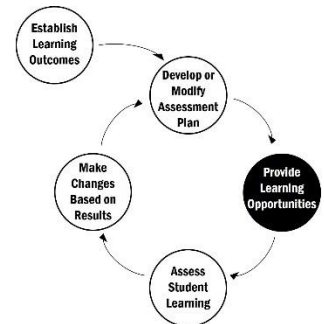 Establish
Learning
Outcomes
Develop or
Modify
Assessment
Plan
Provide
Learning
Opportunities
Assess
Student
Learning
Make
Changes
Based on
Results